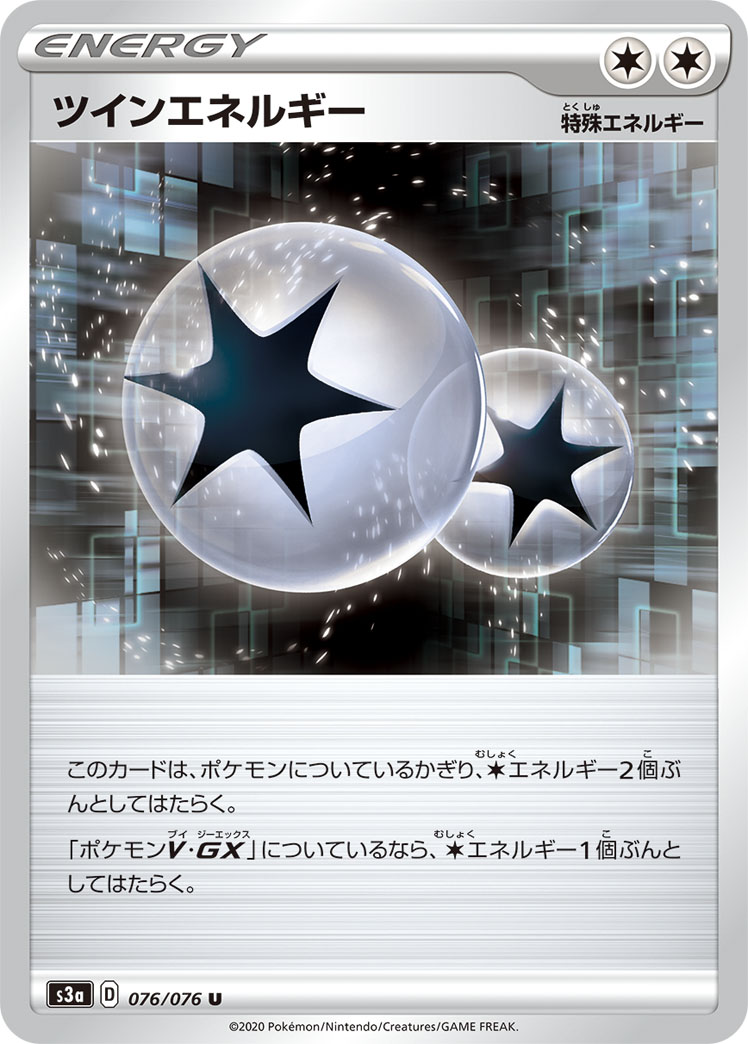 ENERGY
ツインエネルギー
とくしゅ
特殊エネルギー
むしょく こ
このカードは、ポケモンについているかぎり、エネルギー2個ぶ
んとしてはたらく。
ブイ ジーエックス むしょく こ
「ポケモンV・GX」についているなら、エネルギー1個ぶんと
してはたらく。
s3a D 076/076 U
©2020 Pokémon/Nintendo/Creatures/GAME FREAK.